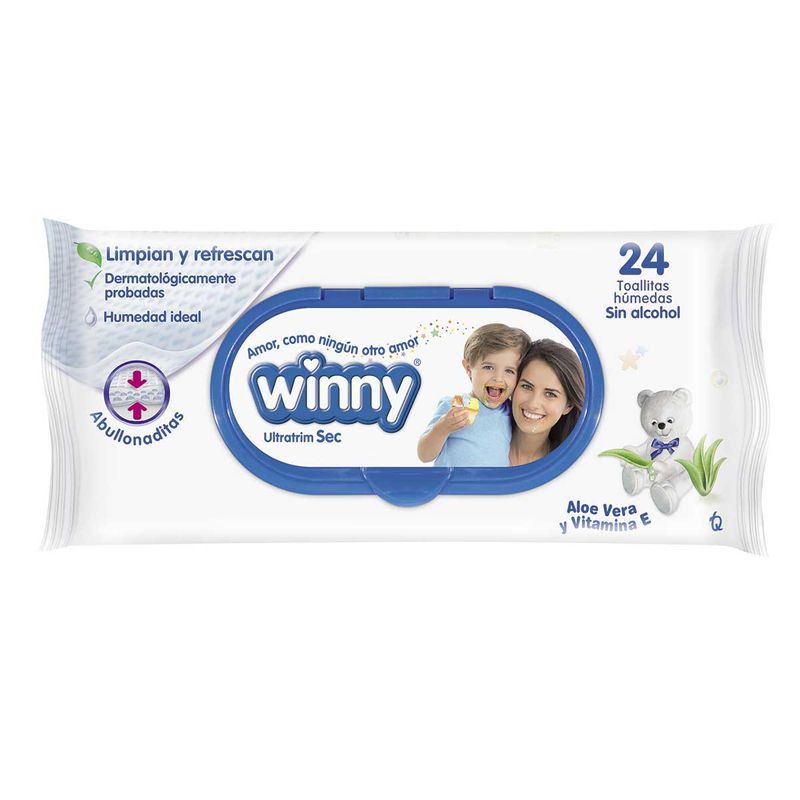 Limpian y refrescan
Dermatológicamente
probadas
Humedad ideal
Abullonaditas
Amor, como ningún otro amor
winny®
Ultratrim Sec
24
Toallitas
húmedas
Sin alcohol
Aloe Vera
y Vitamina E